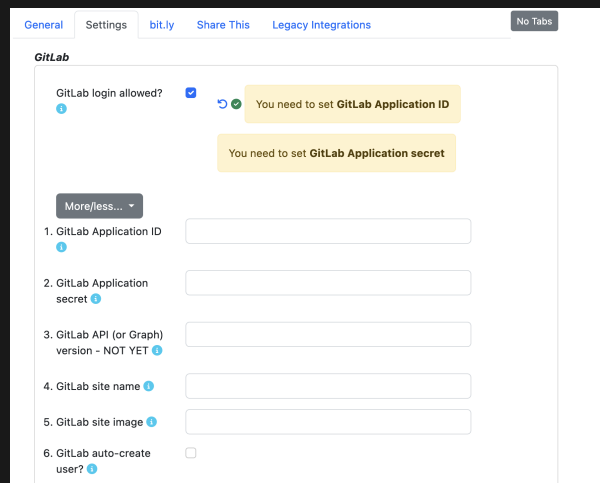 General Settings bit.ly Share This Legacy Integrations No Tabs
GitLab
GitLab login allowed?
You need to set GitLab Application ID
You need to set GitLab Application secret
More/less...
1. GitLab Application ID
2. GitLab Application
secret
3. GitLab API (or Graph)
version - NOT YET
4. GitLab site name
5. GitLab site image
6. GitLab auto-create
user?